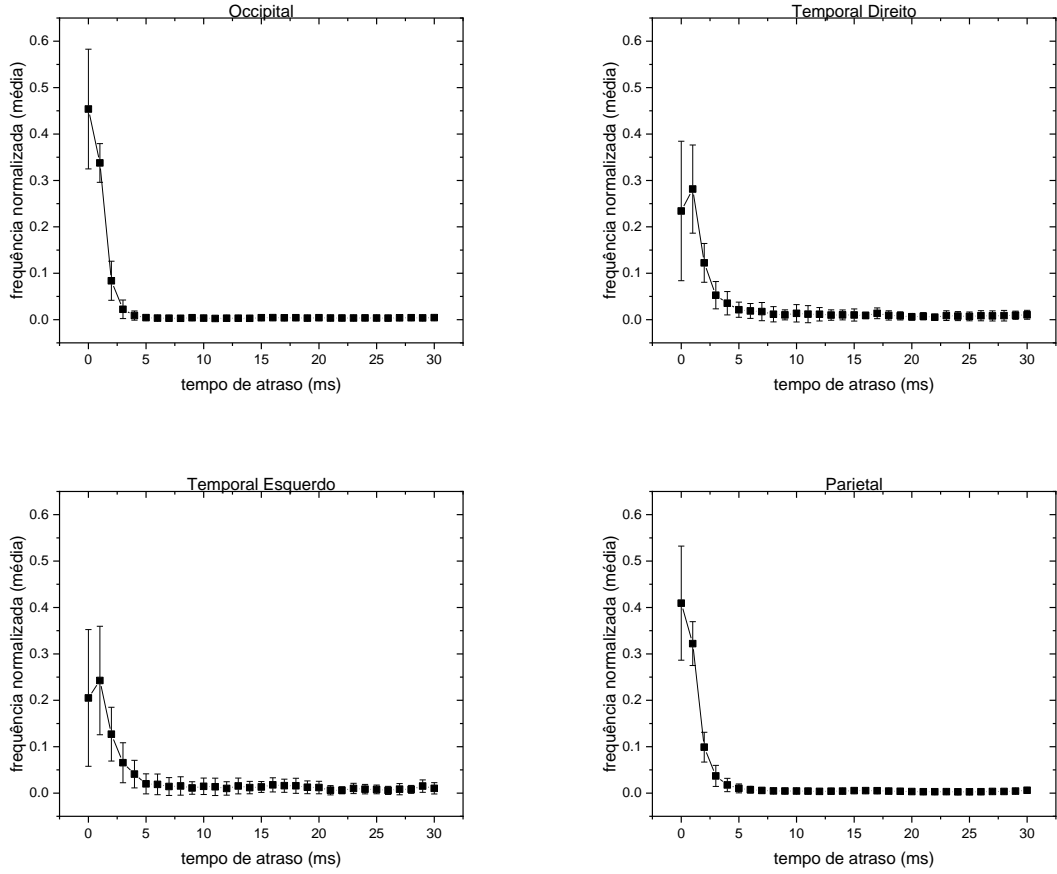 Occipital
frequência normalizada (média)
0.6
0.5
0.4
0.3
0.2
0.1
0.0
0 5 10 15 20 25 30
tempo de atraso (ms)
Temporal Direito
frequência normalizada (média)
0.6
0.5
0.4
0.3
0.2
0.1
0.0
0 5 10 15 20 25 30
tempo de atraso (ms)
Temporal Esquerdo
frequência normalizada (média)
0.6
0.5
0.4
0.3
0.2
0.1
0.0
0 5 10 15 20 25 30
tempo de atraso (ms)
Parietal
frequência normalizada (média)
0.6
0.5
0.4
0.3
0.2
0.1
0.0
0 5 10 15 20 25 30
tempo de atraso (ms)